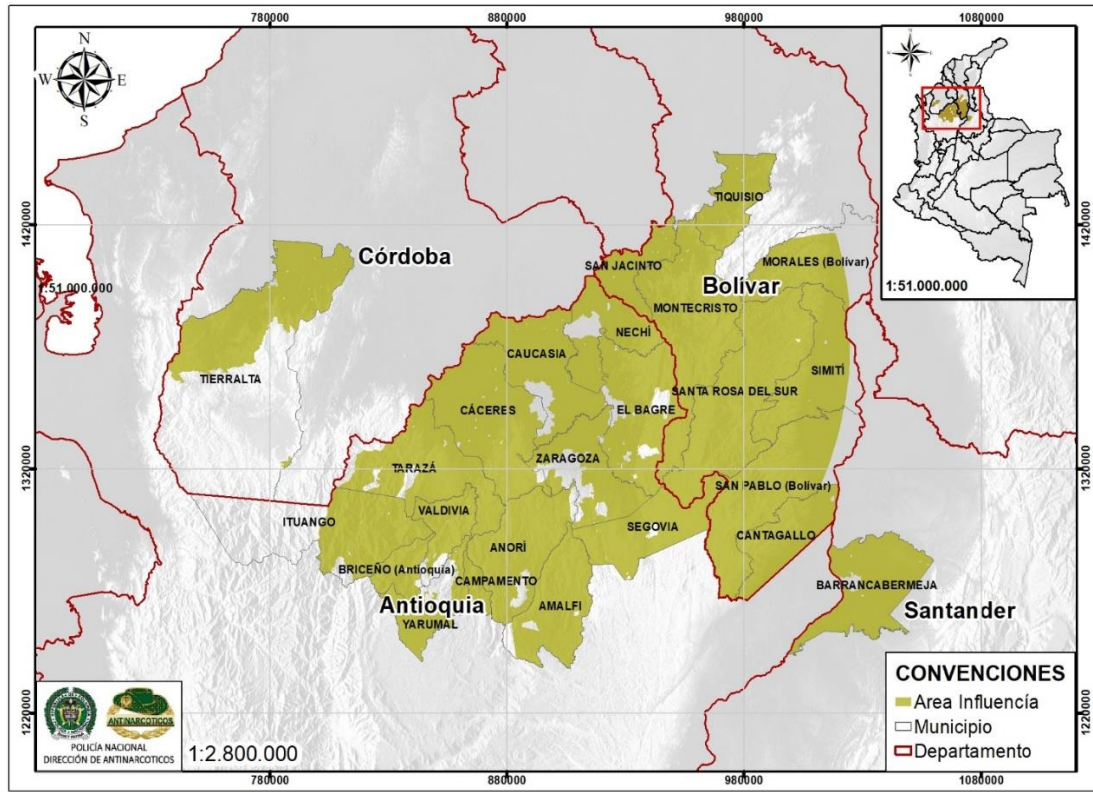 780000
880000
980000
1080000
N
W
E
S
1420000
1420000
TIQUISIO
Córdoba
SAN JACINTO
MORALES (Bolívar)
Bolívar
1:51.000.000
1:51.000.000
MONTECRISTO
NECHÍ
CAUCASIA
TIERRALTA
SIMITÍ
SANTA ROSA DEL SUR
CÁCERES
EL BAGRE
ZARAGOZA
TARAZÁ
1320000
1320000
SAN PABLO (Bolívar)
VALDIVIA
ITUANGO
SEGOVIA
CANTAGALLO
ANORÍ
BRICEÑO (Antioquia)
CAMPAMENTO
BARRANCABERMEJA
Antioquia
AMALFI
Santander
YARUMAL
CONVENCIONES
Area Influencía
Municipio
Departamento
1220000
1220000
ANTINARCOTICOS
POLICÍA NACIONAL
DIRECCIÓN DE ANTINARCOTICOS
1:2.800.000
780000
880000
980000
1080000